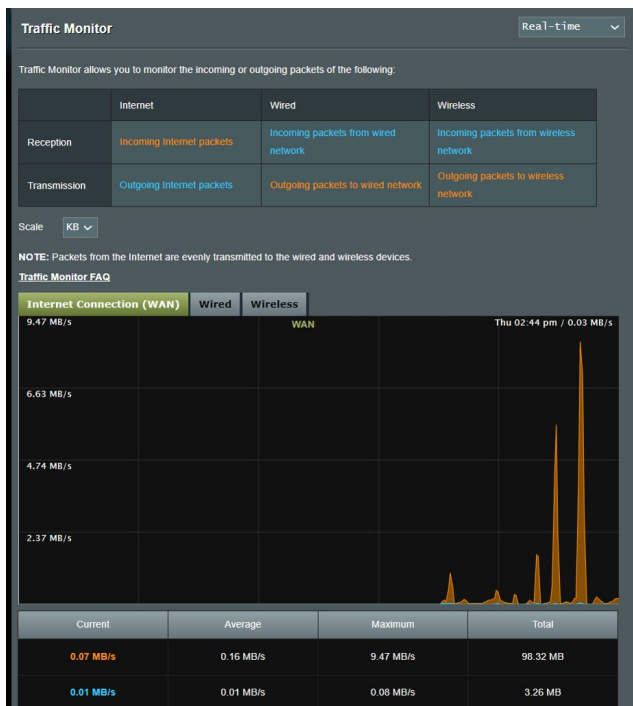 Traffic Monitor
Real-time
Traffic Monitor allows you to monitor the incoming or outgoing packets of the following:
Internet Wired Wireless
Reception Incoming Internet packets Incoming packets from wired network Incoming packets from wireless network
Transmission Outgoing Internet packets Outgoing packets to wired network Outgoing packets to wireless network
Scale KB
NOTE: Packets from the Internet are evenly transmitted to the wired and wireless devices.
Traffic Monitor FAQ
Internet Connection (WAN) Wired Wireless
9.47 MB/s WAN Thu 02:44 pm / 0.03 MB/s
6.63 MB/s
4.74 MB/s
2.37 MB/s
Current Average Maximum Total
0.07 MB/s 0.16 MB/s 9.47 MB/s 98.32 MB
0.01 MB/s 0.01 MB/s 0.08 MB/s 3.26 MB